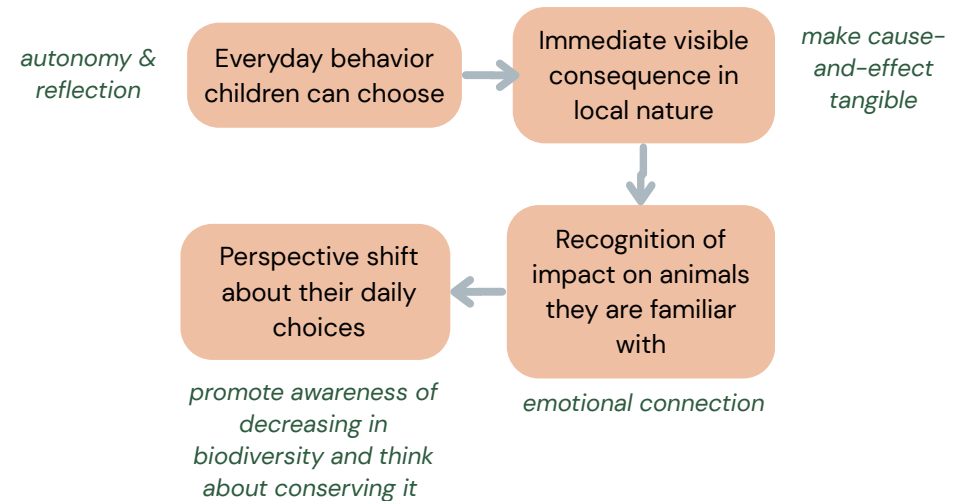 autonomy &
reflection
Everyday behavior
children can choose
Immediate visible
consequence in
local nature
make cause-
and-effect
tangible
Recognition of
impact on animals
they are familiar
with
emotional connection
Perspective shift
about their daily
choices
promote awareness of
decreasing in
biodiversity and think
about conserving it